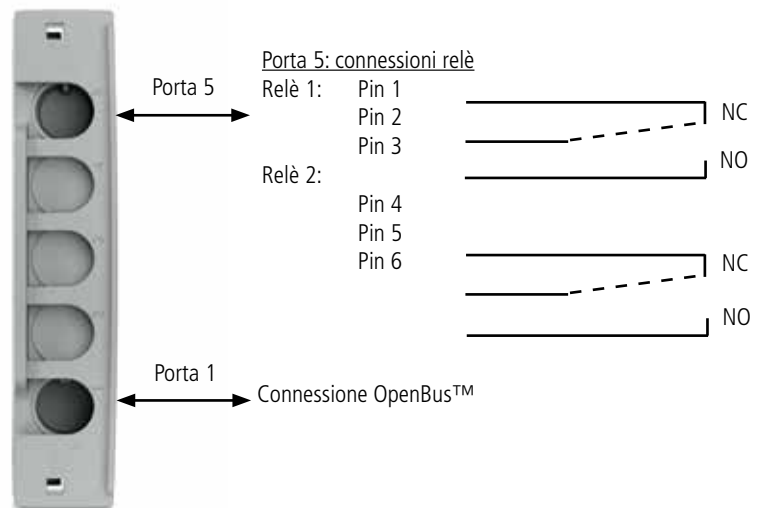 Porta 5: connessioni relè
Porta 5
Relè 1: Pin 1
Pin 2
Pin 3
NC
NO
Relè 2:
Pin 4
Pin 5
Pin 6
NC
NO
Porta 1
Connessione OpenBus™